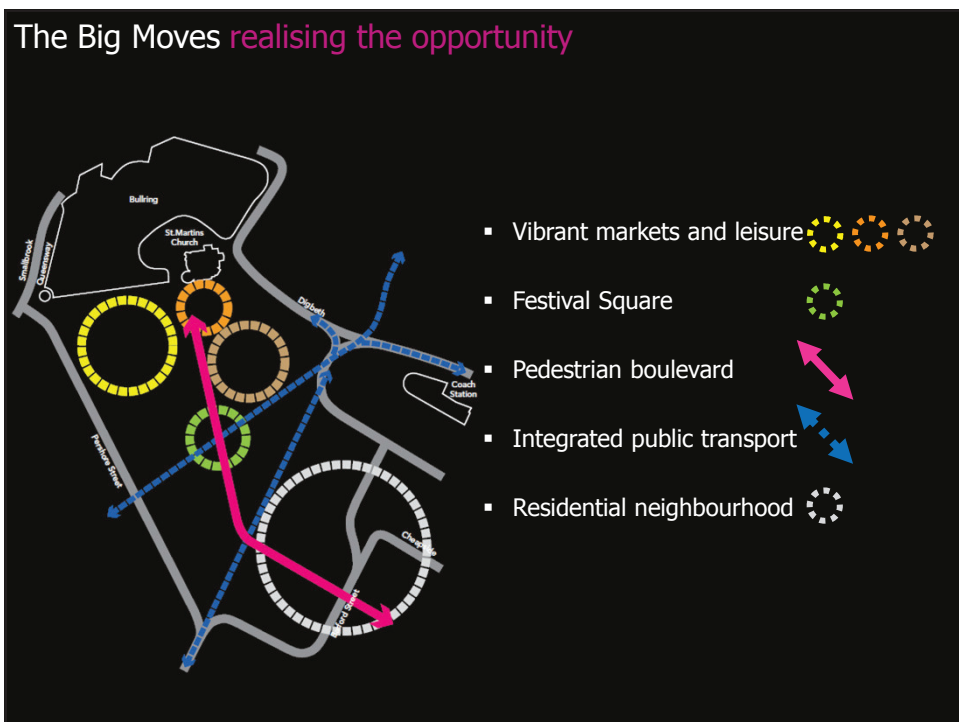 The Big Moves realising the opportunity
Bullring
St.Martins
Church
Smallbrook
Queensway
Digbeth
Coach
Station
Pershore Street
Cheapside
▪ Vibrant markets and leisure
▪ Festival Square
▪ Pedestrian boulevard
▪ Integrated public transport
▪ Residential neighbourhood